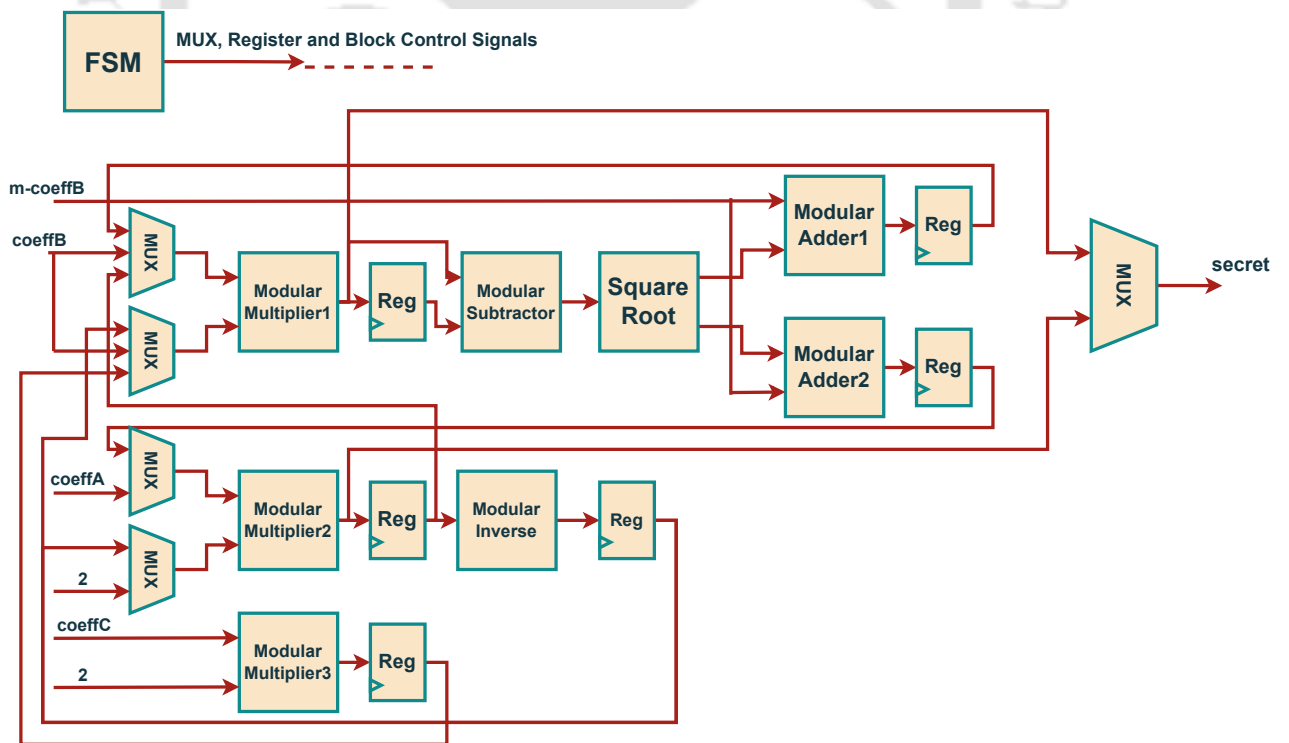 FSM
MUX, Register and Block Control Signals
m-coeffB
coeffB
MUX
MUX
Modular
Multiplier1
Reg
Modular
Subtractor
Square
Root
Modular
Adder1
Reg
Modular
Adder2
Reg
MUX
secret
coeffA
MUX
MUX
2
Modular
Multiplier2
Reg
Modular
Inverse
Reg
coeffC
2
Modular
Multiplier3
Reg